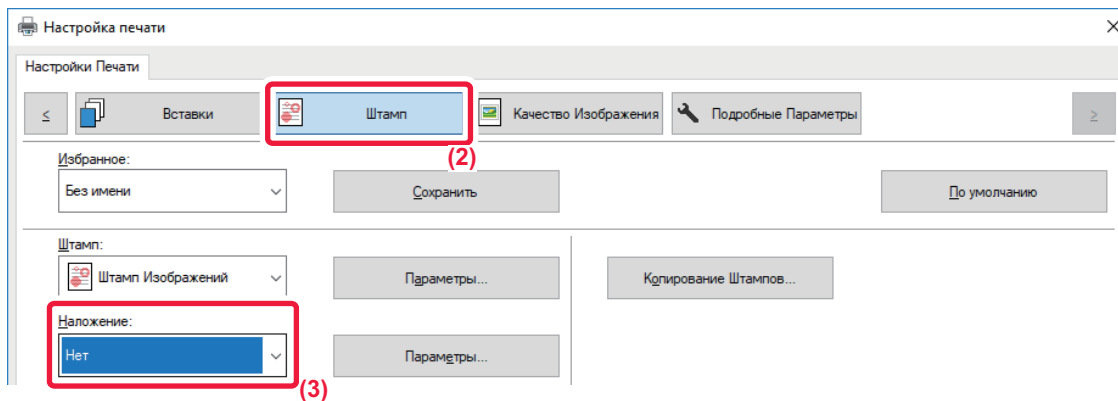 Настройка печати
Настройки Печати
< Вставки Штамп Качество Изображения Подробные Параметры >
(2)
Избранное:
Без имени Сохранить По умолчанию
Штамп:
Штамп Изображений Параметры... Копирование Штампов...
Наложение:
Нет Параметры...
(3)